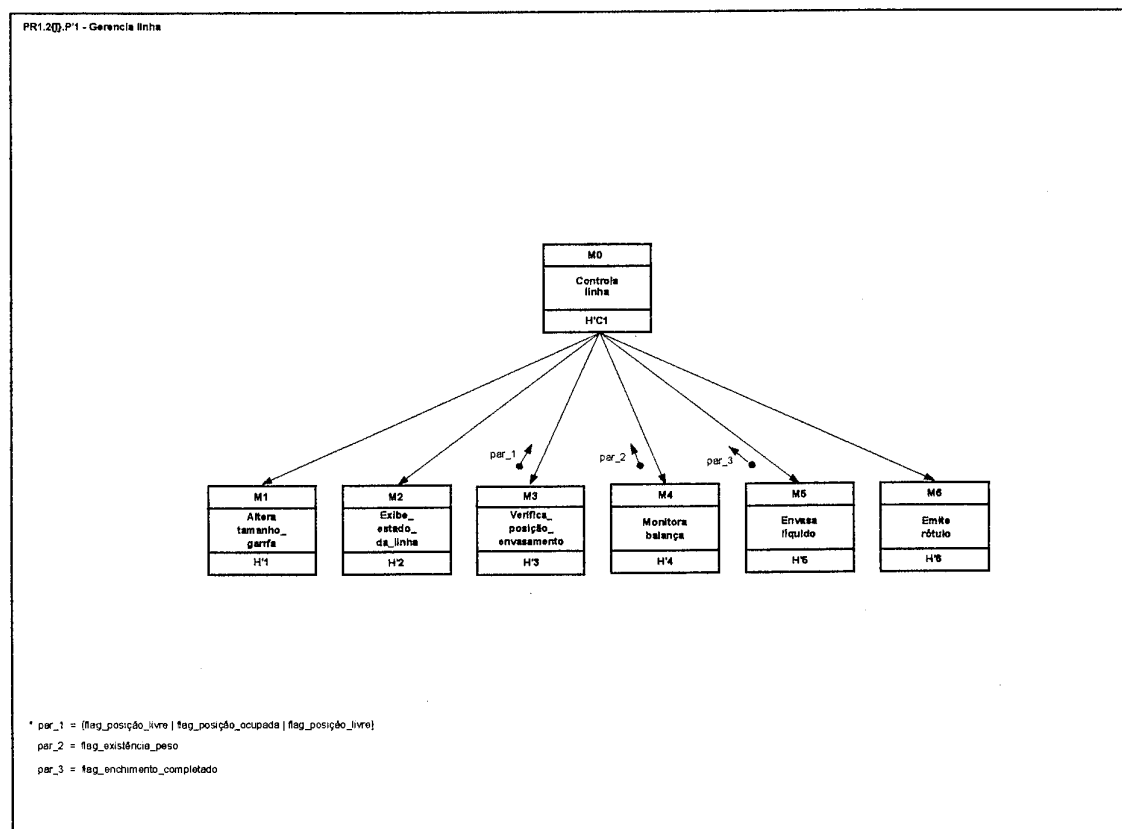 PR1.2{j}.P'1 - Gerencia linha
M0
Controla
linha
H'C1
par_1
par_2
par_3
M1
Altera
tamanho_
garrfa
H'1
M2
Exibe_
estado_
da_linha
H'2
M3
Verifica_
posição_
envasamento
H'3
M4
Monitora
balança
H'4
M5
Envasa
líquido
H'5
M6
Emite
rótulo
H'6
* par_1 = {flag_posição_livre | flag_posição_ocupada | flag_posição_livre}
par_2 = flag_existência_peso
par_3 = flag_enchimento_completado